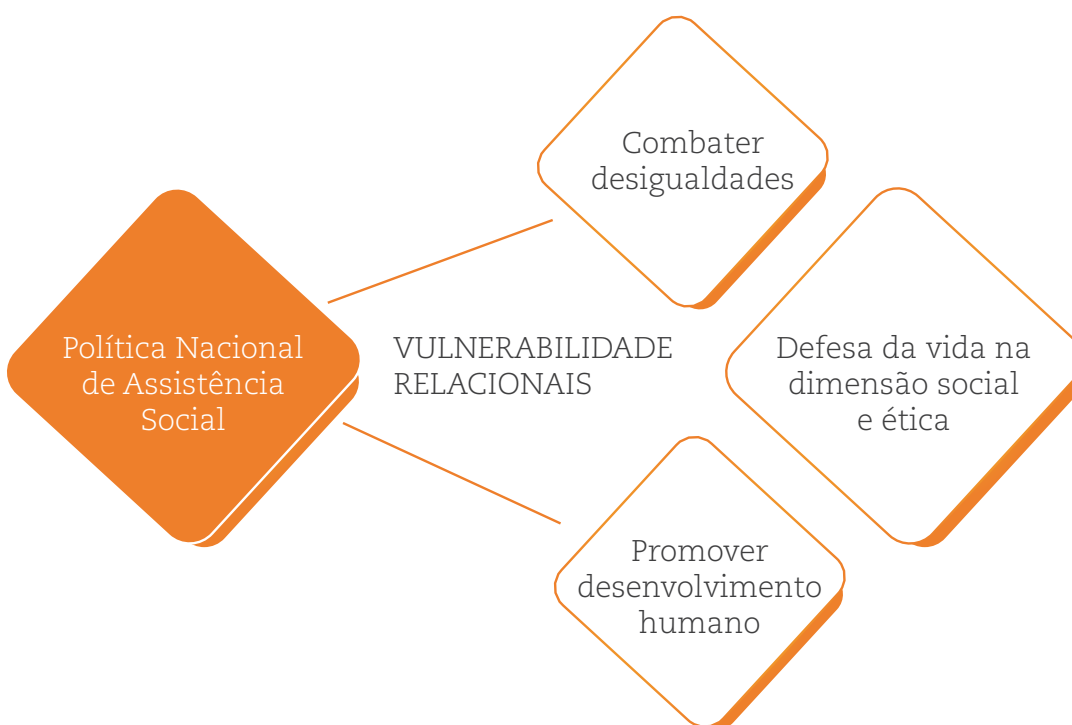 Política Nacional
de Assistência
Social
VULNERABILIDADE
RELACIONAIS
Combater
desigualdades
Defesa da vida na
dimensão social
e ética
Promover
desenvolvimento
humano